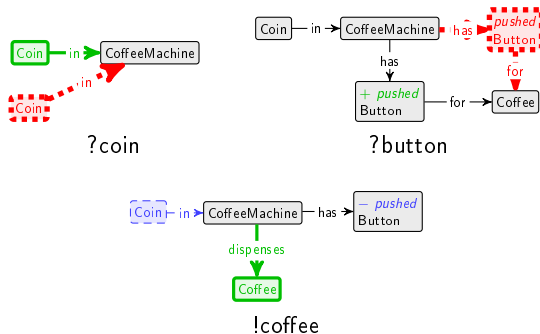 Coin in CoffeeMachine
in
Coin
?coin
Coin in CoffeeMachine has pushed
Button
has for
+ pushed
Button for Coffee
?button
Coin in CoffeeMachine has − pushed
Button
dispenses
Coffee
!coffee